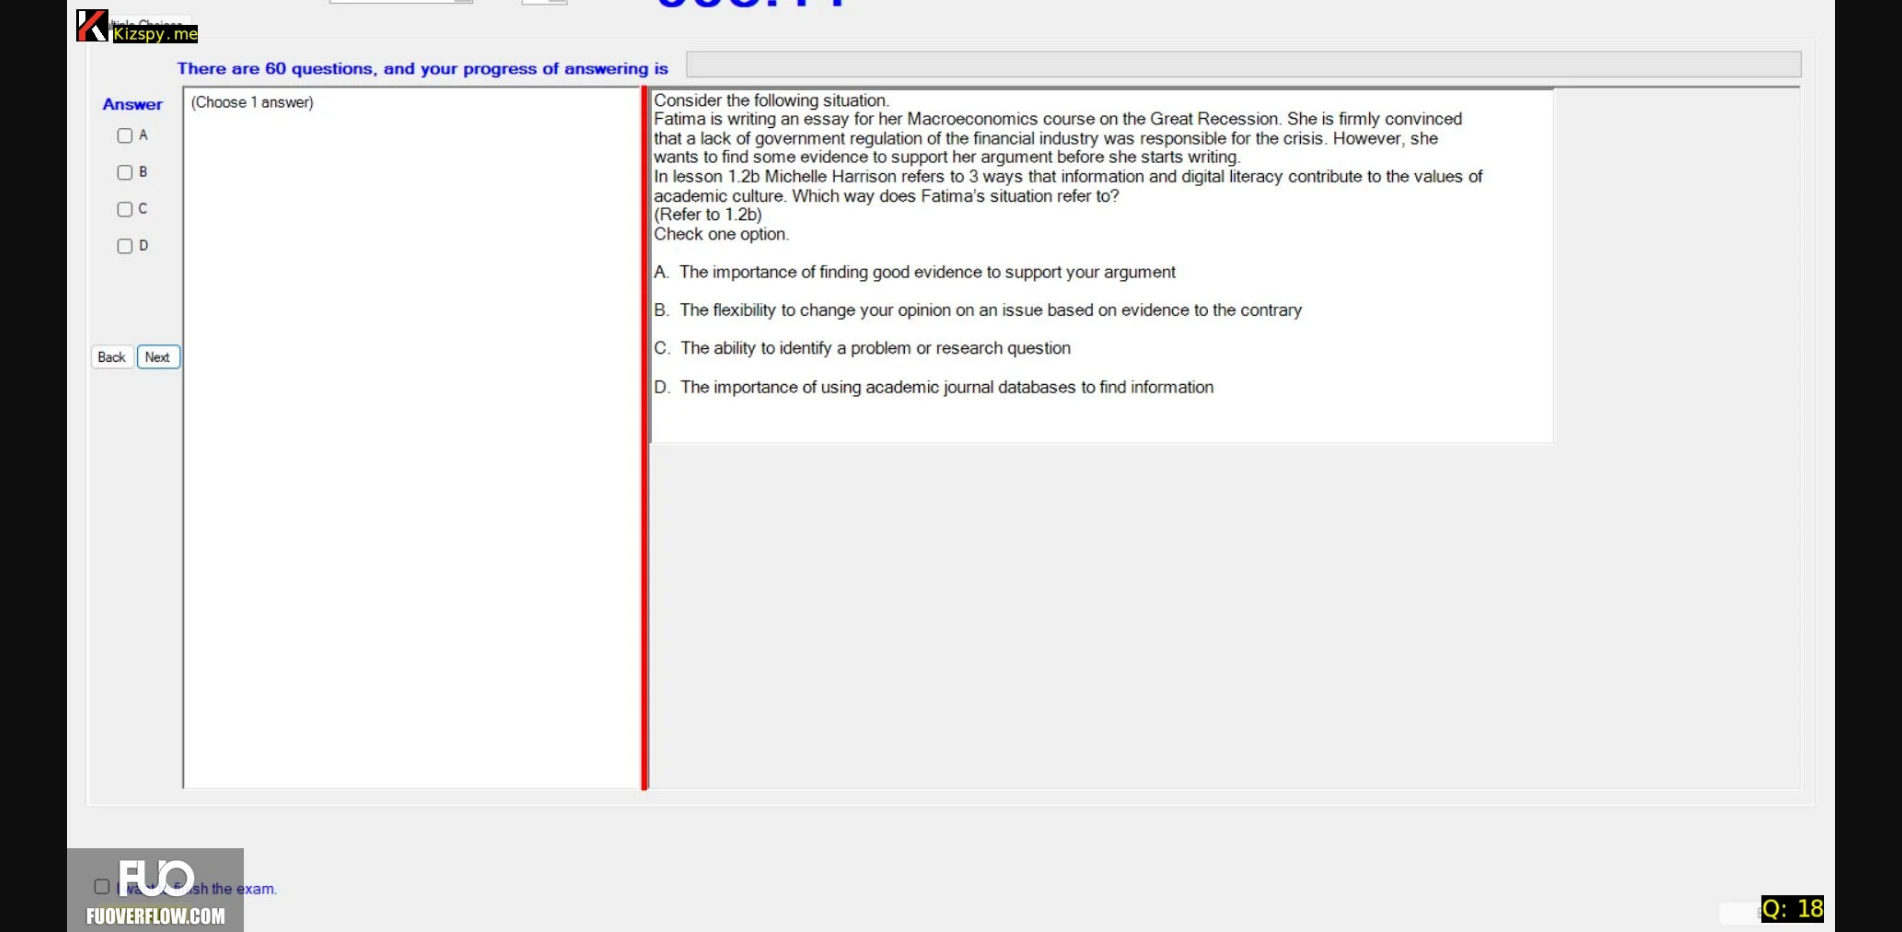 Kizspy.me
There are 60 questions, and your progress of answering is
Answer
(Choose 1 answer)
A
B
C
D
Back
Next
Consider the following situation.
Fatima is writing an essay for her Macroeconomics course on the Great Recession. She is firmly convinced
that a lack of government regulation of the financial industry was responsible for the crisis. However, she
wants to find some evidence to support her argument before she starts writing.
In lesson 1.2b Michelle Harrison refers to 3 ways that information and digital literacy contribute to the values of
academic culture. Which way does Fatima's situation refer to?
(Refer to 1.2b)
Check one option.
A. The importance of finding good evidence to support your argument
B. The flexibility to change your opinion on an issue based on evidence to the contrary
C. The ability to identify a problem or research question
D. The importance of using academic journal databases to find information
FUO
the exam.
FUOVERFLOW.COM
Q: 18